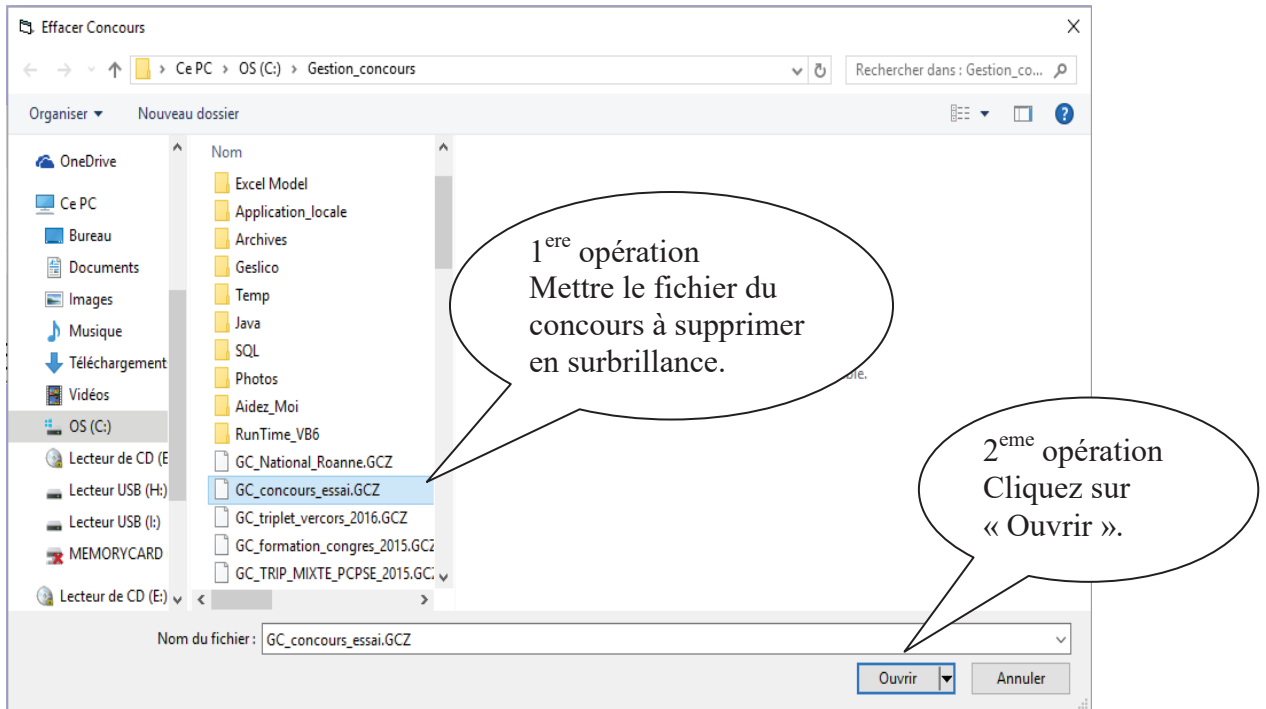 Effacer Concours
Ce PC > OS (C:) > Gestion_concours
Rechercher dans : Gestion_co...
Organiser
Nouveau dossier
OneDrive
Ce PC
Bureau
Documents
Images
Musique
Téléchargement
Vidéos
OS (C:)
Lecteur de CD (E
Lecteur USB (H:)
Lecteur USB (I:)
MEMORYCARD
Lecteur de CD (E:)
Nom
Excel Model
Application_locale
Archives
Geslico
Temp
Java
SQL
Photos
Aidez_Moi
RunTime_VB6
GC_National_Roanne.GCZ
GC_concours_essai.GCZ
GC_triplet_vercors_2016.GCZ
GC_formation_congres_2015.GCZ
GC_TRIP_MIXTE_PCPSE_2015.GCZ
1ere opération
Mettre le fichier du
concours à supprimer
en surbrillance.
2eme opération
Cliquez sur
« Ouvrir ».
Nom du fichier : GC_concours_essai.GCZ
Ouvrir
Annuler